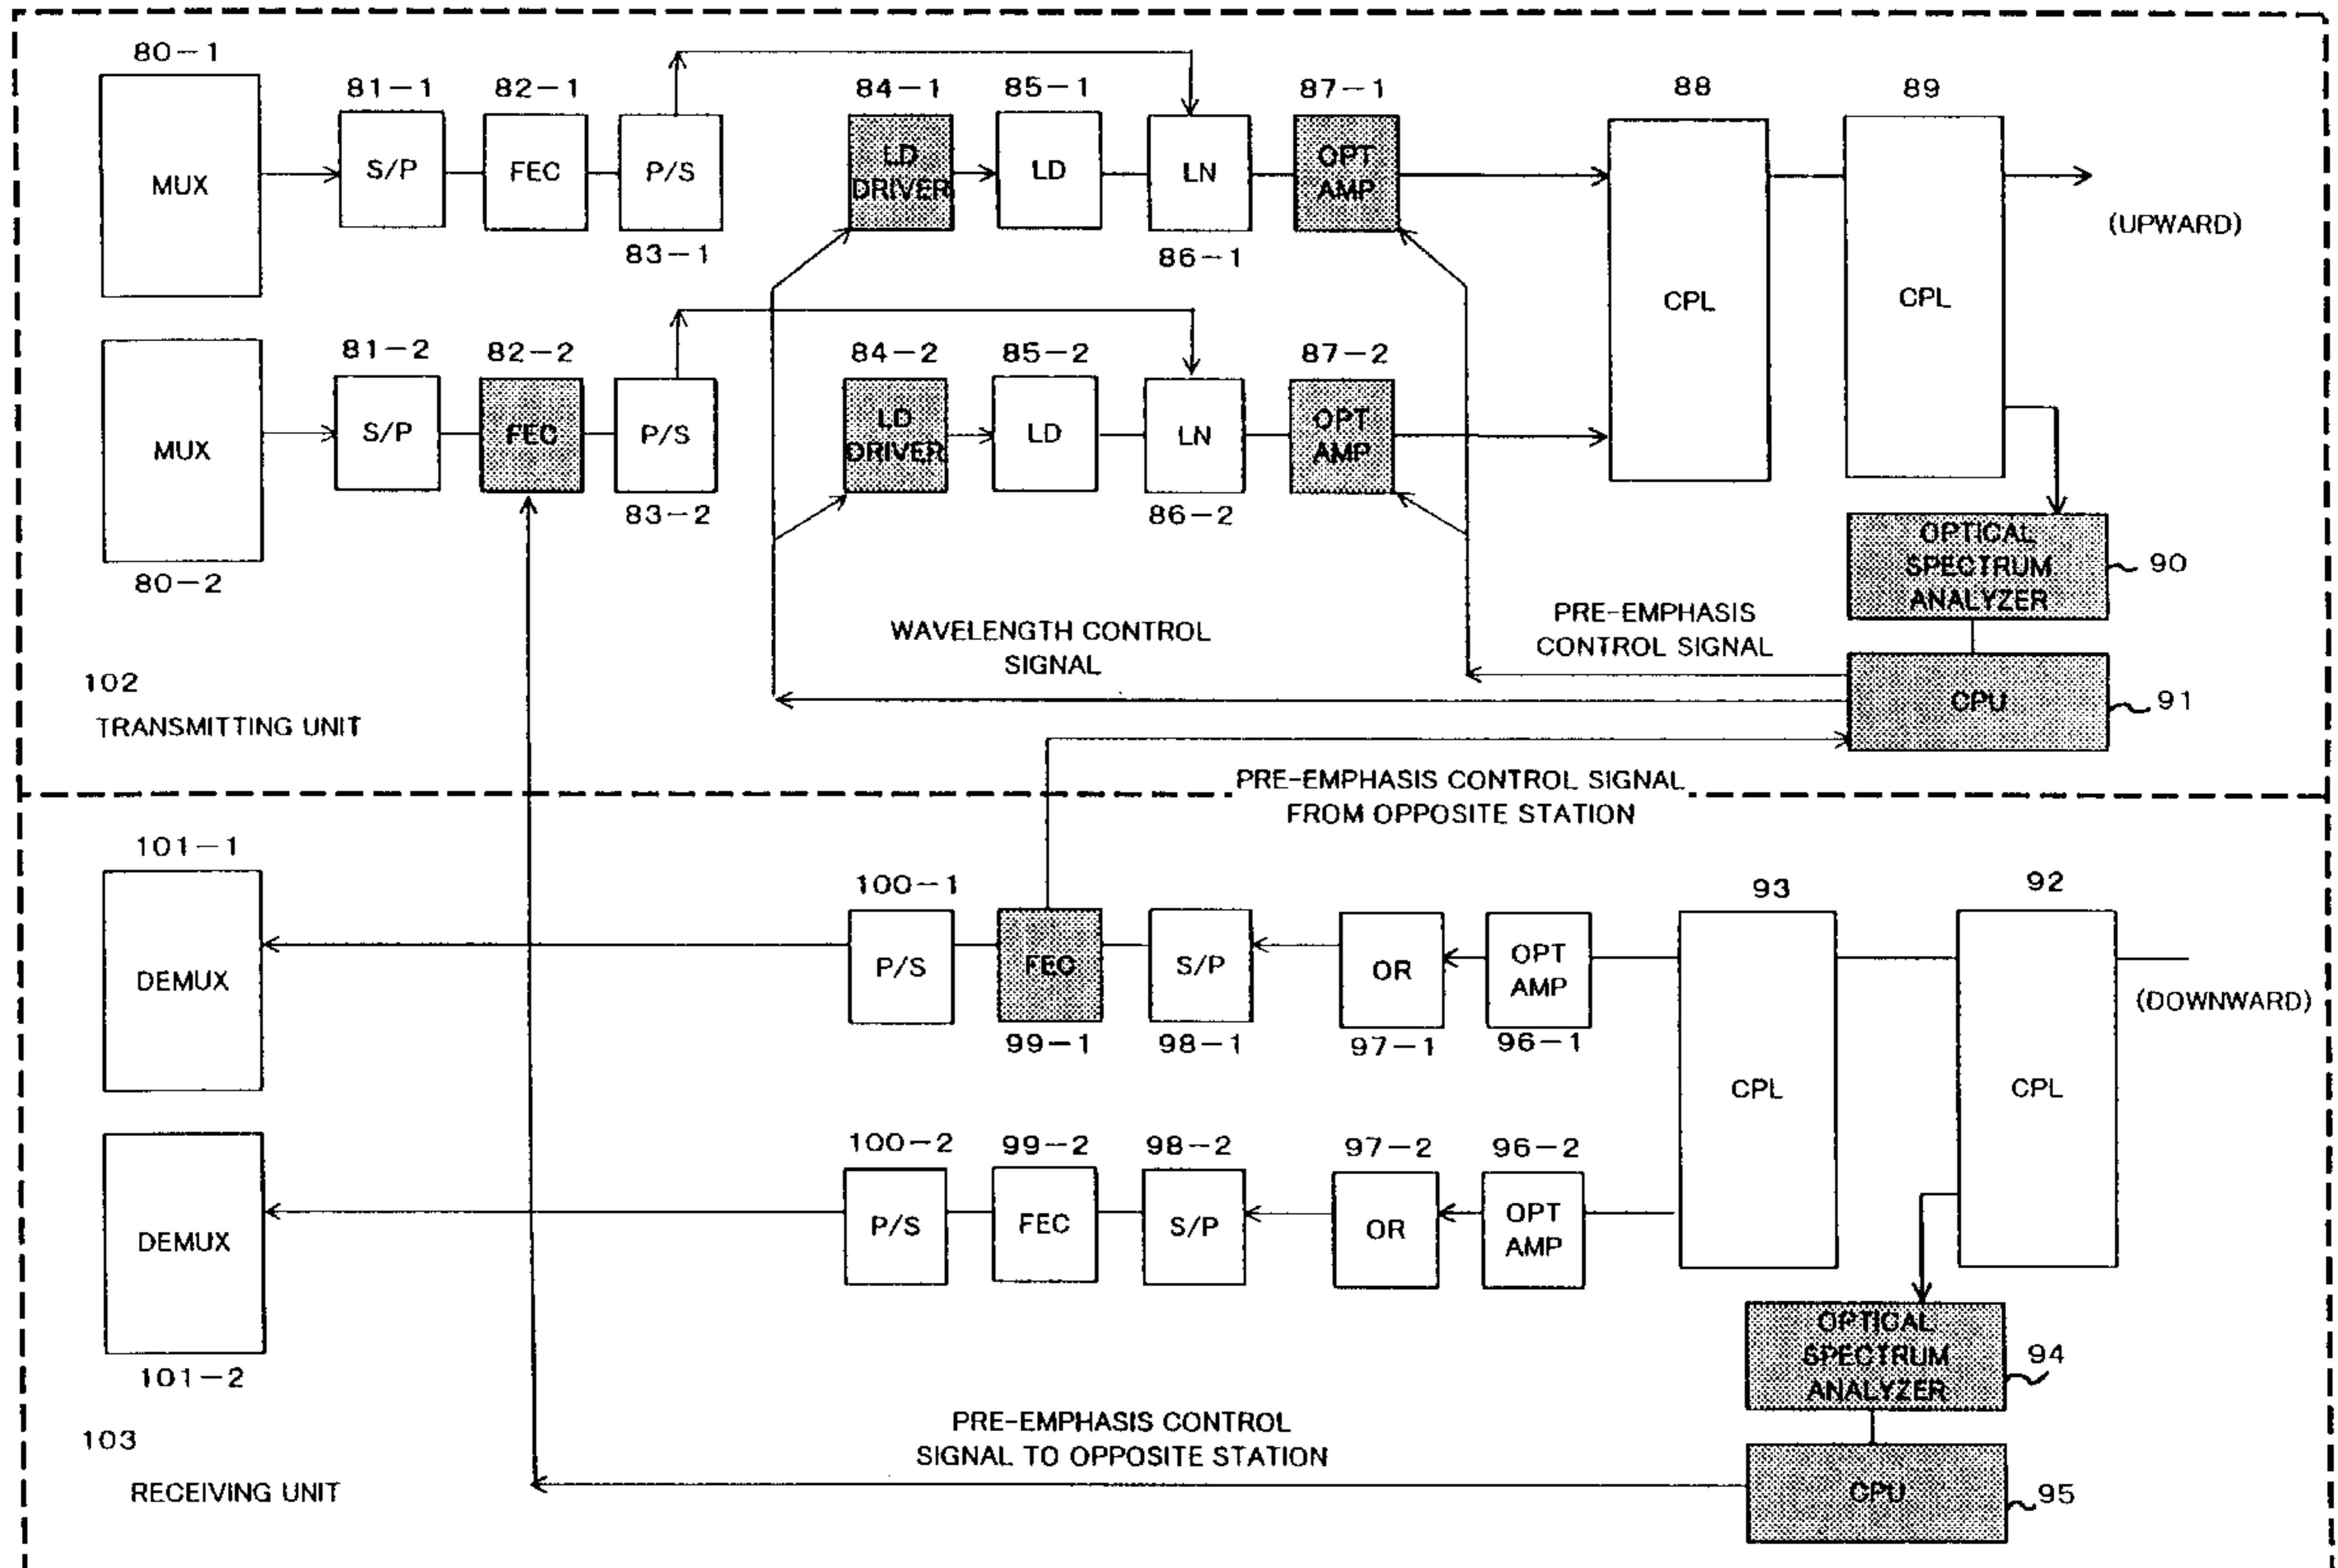 80-1
81-1
82-1
84-1
85-1
87-1
88
89
MUX
S/P
FEC
P/S
LD
DRIVER
LD
LN
OPT
AMP
CPL
CPL
(UPWARD)
83-1
86-1
81-2
82-2
84-2
85-2
87-2
MUX
S/P
FEC
P/S
LD
DRIVER
LD
LN
OPT
AMP
83-2
86-2
80-2
OPTICAL
SPECTRUM
ANALYZER
90
WAVELENGTH CONTROL
SIGNAL
PRE-EMPHASIS
CONTROL SIGNAL
CPU
91
102
TRANSMITTING UNIT
PRE-EMPHASIS CONTROL SIGNAL
FROM OPPOSITE STATION
101-1
100-1
93
92
DEMUX
P/S
FEC
S/P
OR
OPT
AMP
CPL
CPL
(DOWNWARD)
99-1
98-1
97-1
96-1
100-2
99-2
98-2
97-2
96-2
DEMUX
P/S
FEC
S/P
OR
OPT
AMP
101-2
OPTICAL
SPECTRUM
ANALYZER
94
PRE-EMPHASIS CONTROL
SIGNAL TO OPPOSITE STATION
CPU
95
103
RECEIVING UNIT